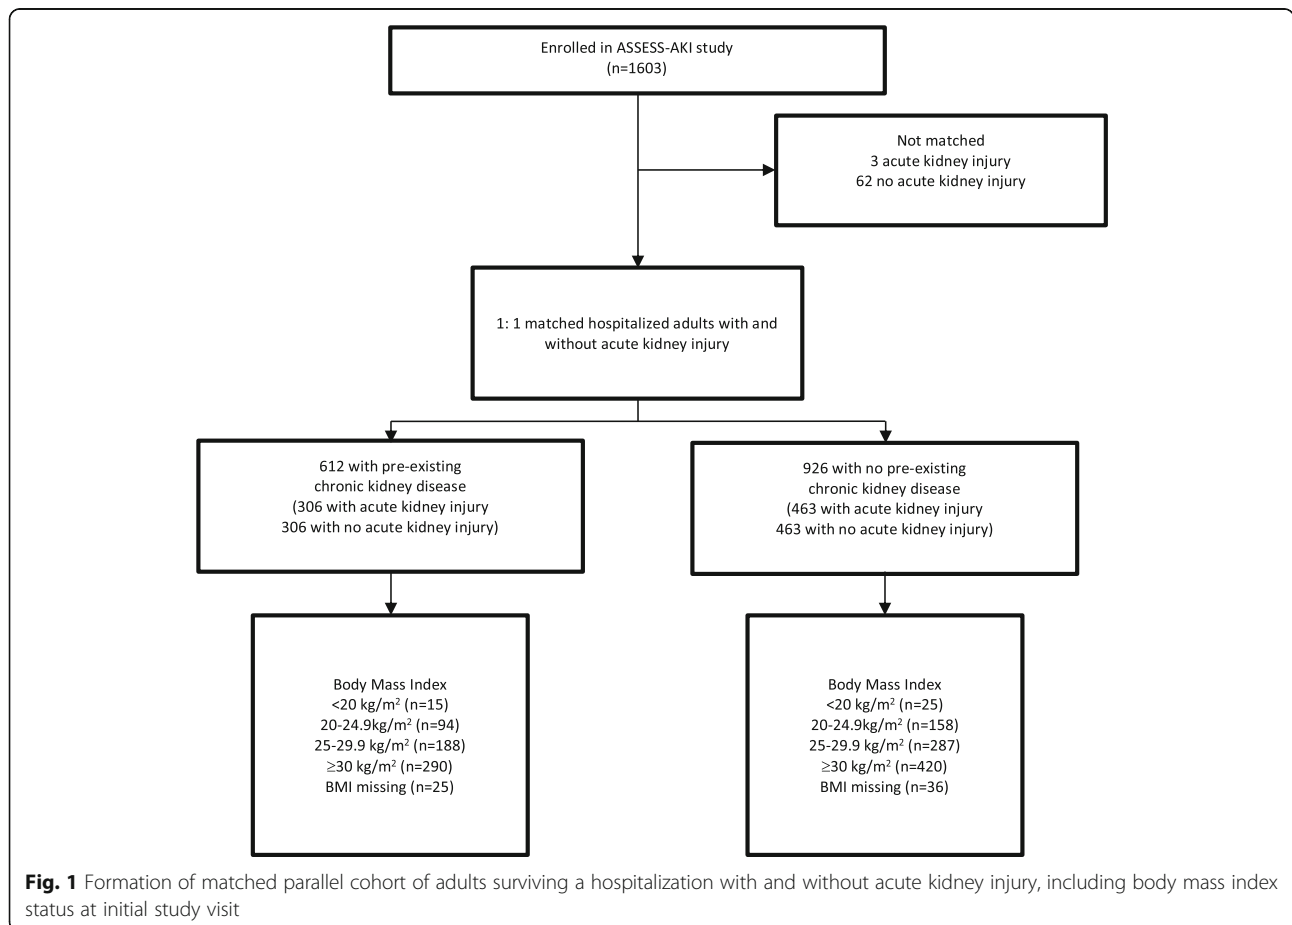 Enrolled in ASSESS-AKI study
(n=1603)
Not matched
3 acute kidney injury
62 no acute kidney injury
1: 1 matched hospitalized adults with and
without acute kidney injury
612 with pre-existing
chronic kidney disease
(306 with acute kidney injury
306 with no acute kidney injury)
926 with no pre-existing
chronic kidney disease
(463 with acute kidney injury
463 with no acute kidney injury)
Body Mass Index
<20 kg/m² (n=15)
20-24.9kg/m² (n=94)
25-29.9 kg/m² (n=188)
≥30 kg/m² (n=290)
BMI missing (n=25)
Body Mass Index
<20 kg/m² (n=25)
20-24.9kg/m² (n=158)
25-29.9 kg/m² (n=287)
≥30 kg/m² (n=420)
BMI missing (n=36)
Fig. 1 Formation of matched parallel cohort of adults surviving a hospitalization with and without acute kidney injury, including body mass index
status at initial study visit